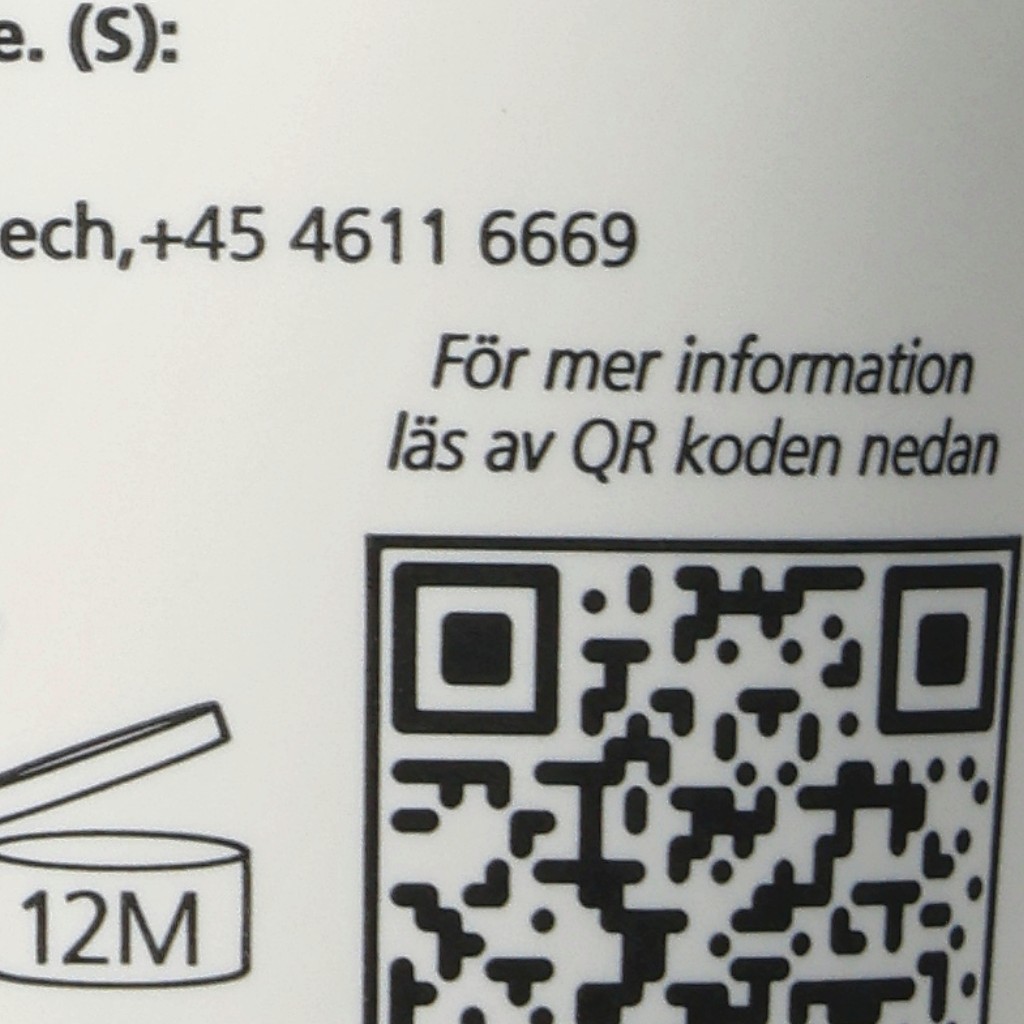 e. (S):
ech,+45 4611 6669
För mer information
läs av QR koden nedan
12M